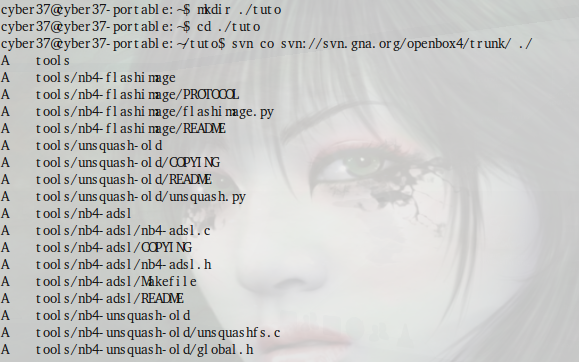 cyber37@cyber37-portable:~$ mkdir ./tuto
cyber37@cyber37-portable:~$ cd ./tuto
cyber37@cyber37-portable:~/tuto$ svn co svn://svn.gna.org/openbox4/trunk/ ./
A    tools
A    tools/nb4-flashimage
A    tools/nb4-flashimage/PROTOCOL
A    tools/nb4-flashimage/flashimage.py
A    tools/nb4-flashimage/README
A    tools/unsquash-old
A    tools/unsquash-old/COPYING
A    tools/unsquash-old/README
A    tools/unsquash-old/unsquash.py
A    tools/nb4-adsl
A    tools/nb4-adsl/nb4-adsl.c
A    tools/nb4-adsl/COPYING
A    tools/nb4-adsl/nb4-adsl.h
A    tools/nb4-adsl/Makefile
A    tools/nb4-adsl/README
A    tools/nb4-unsquash-old
A    tools/nb4-unsquash-old/unsquashfs.c
A    tools/nb4-unsquash-old/global.h